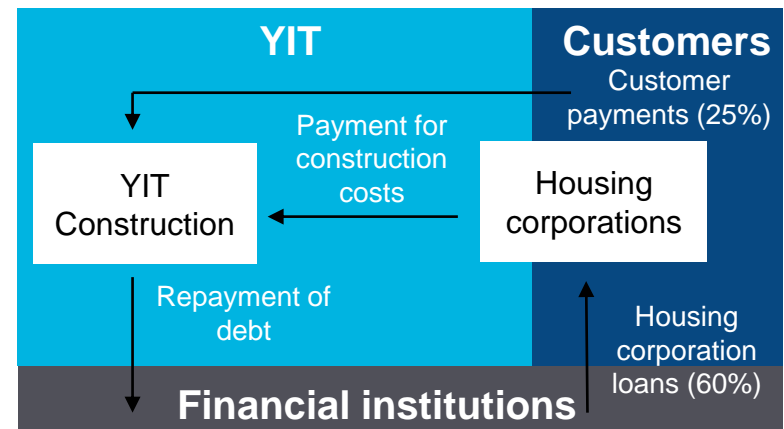 YIT
Customers
Customer
payments (25%)
Payment for
construction
costs
YIT
Construction
Housing
corporations
Repayment of
debt
Housing
corporation
loans (60%)
Financial institutions